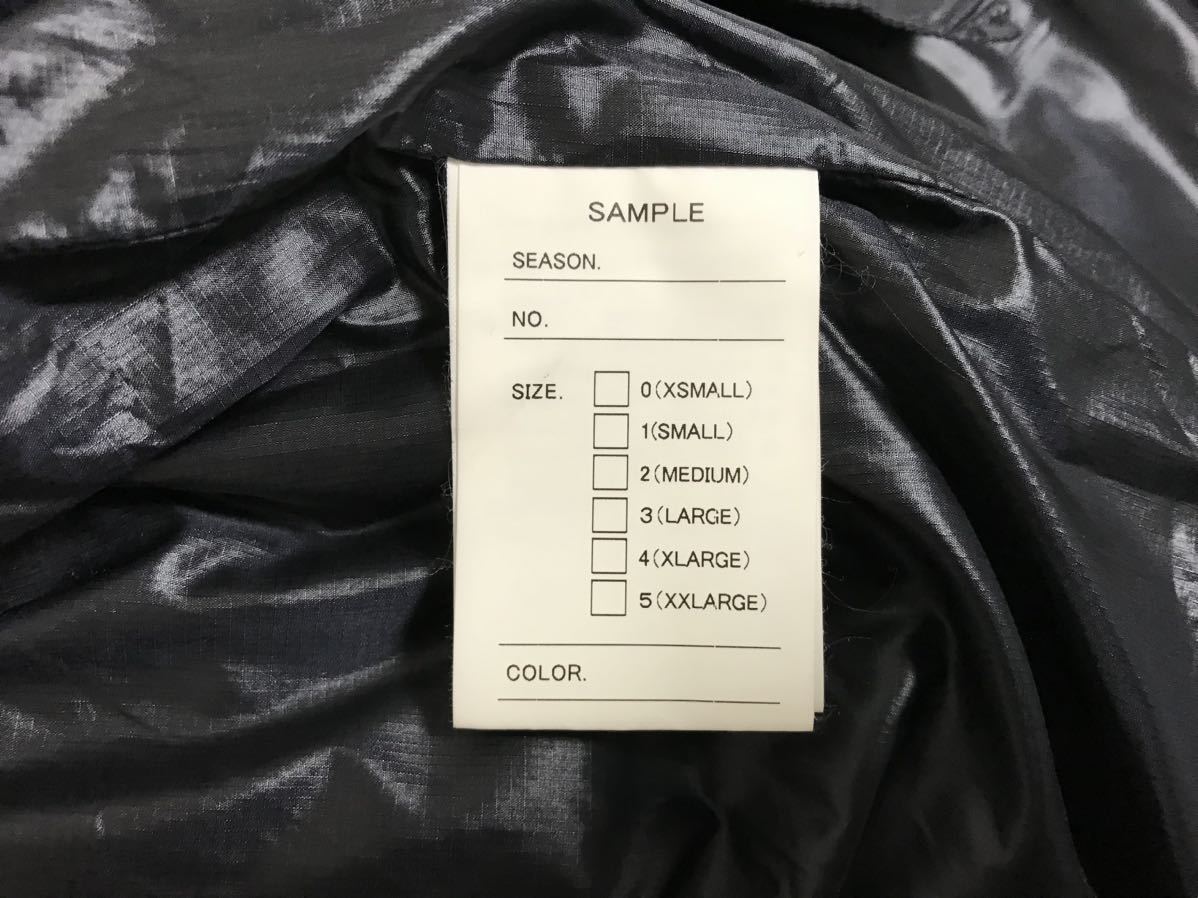 SAMPLE
SEASON.
NO.
SIZE. 0(XSMALL)
1(SMALL)
2(MEDIUM)
3(LARGE)
4(XLARGE)
5(XXLARGE)
COLOR.